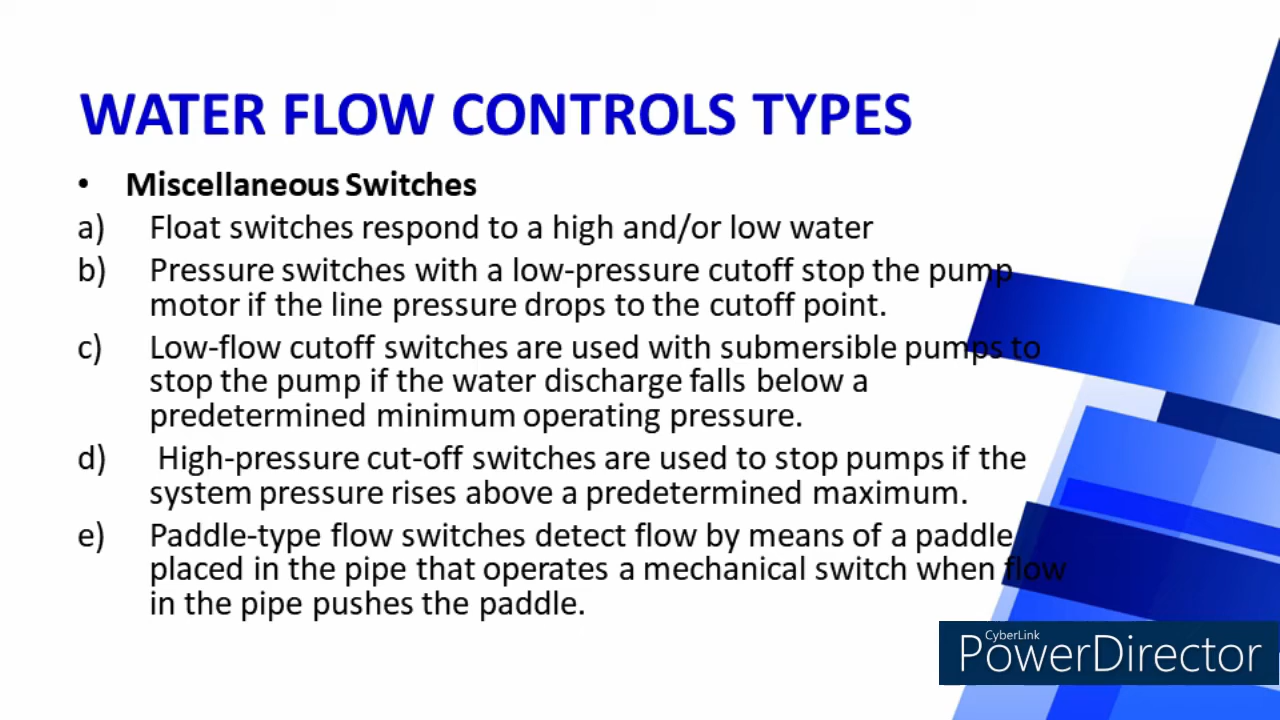 WATER FLOW CONTROLS TYPES
• Miscellaneous Switches
a) Float switches respond to a high and/or low water
b) Pressure switches with a low-pressure cutoff stop the pump
motor if the line pressure drops to the cutoff point.
c) Low-flow cutoff switches are used with submersible pumps to
stop the pump if the water discharge falls below a
predetermined minimum operating pressure.
d) High-pressure cut-off switches are used to stop pumps if the
system pressure rises above a predetermined maximum.
e) Paddle-type flow switches detect flow by means of a paddle
placed in the pipe that operates a mechanical switch when flow
in the pipe pushes the paddle.
CyberLink
PowerDirector